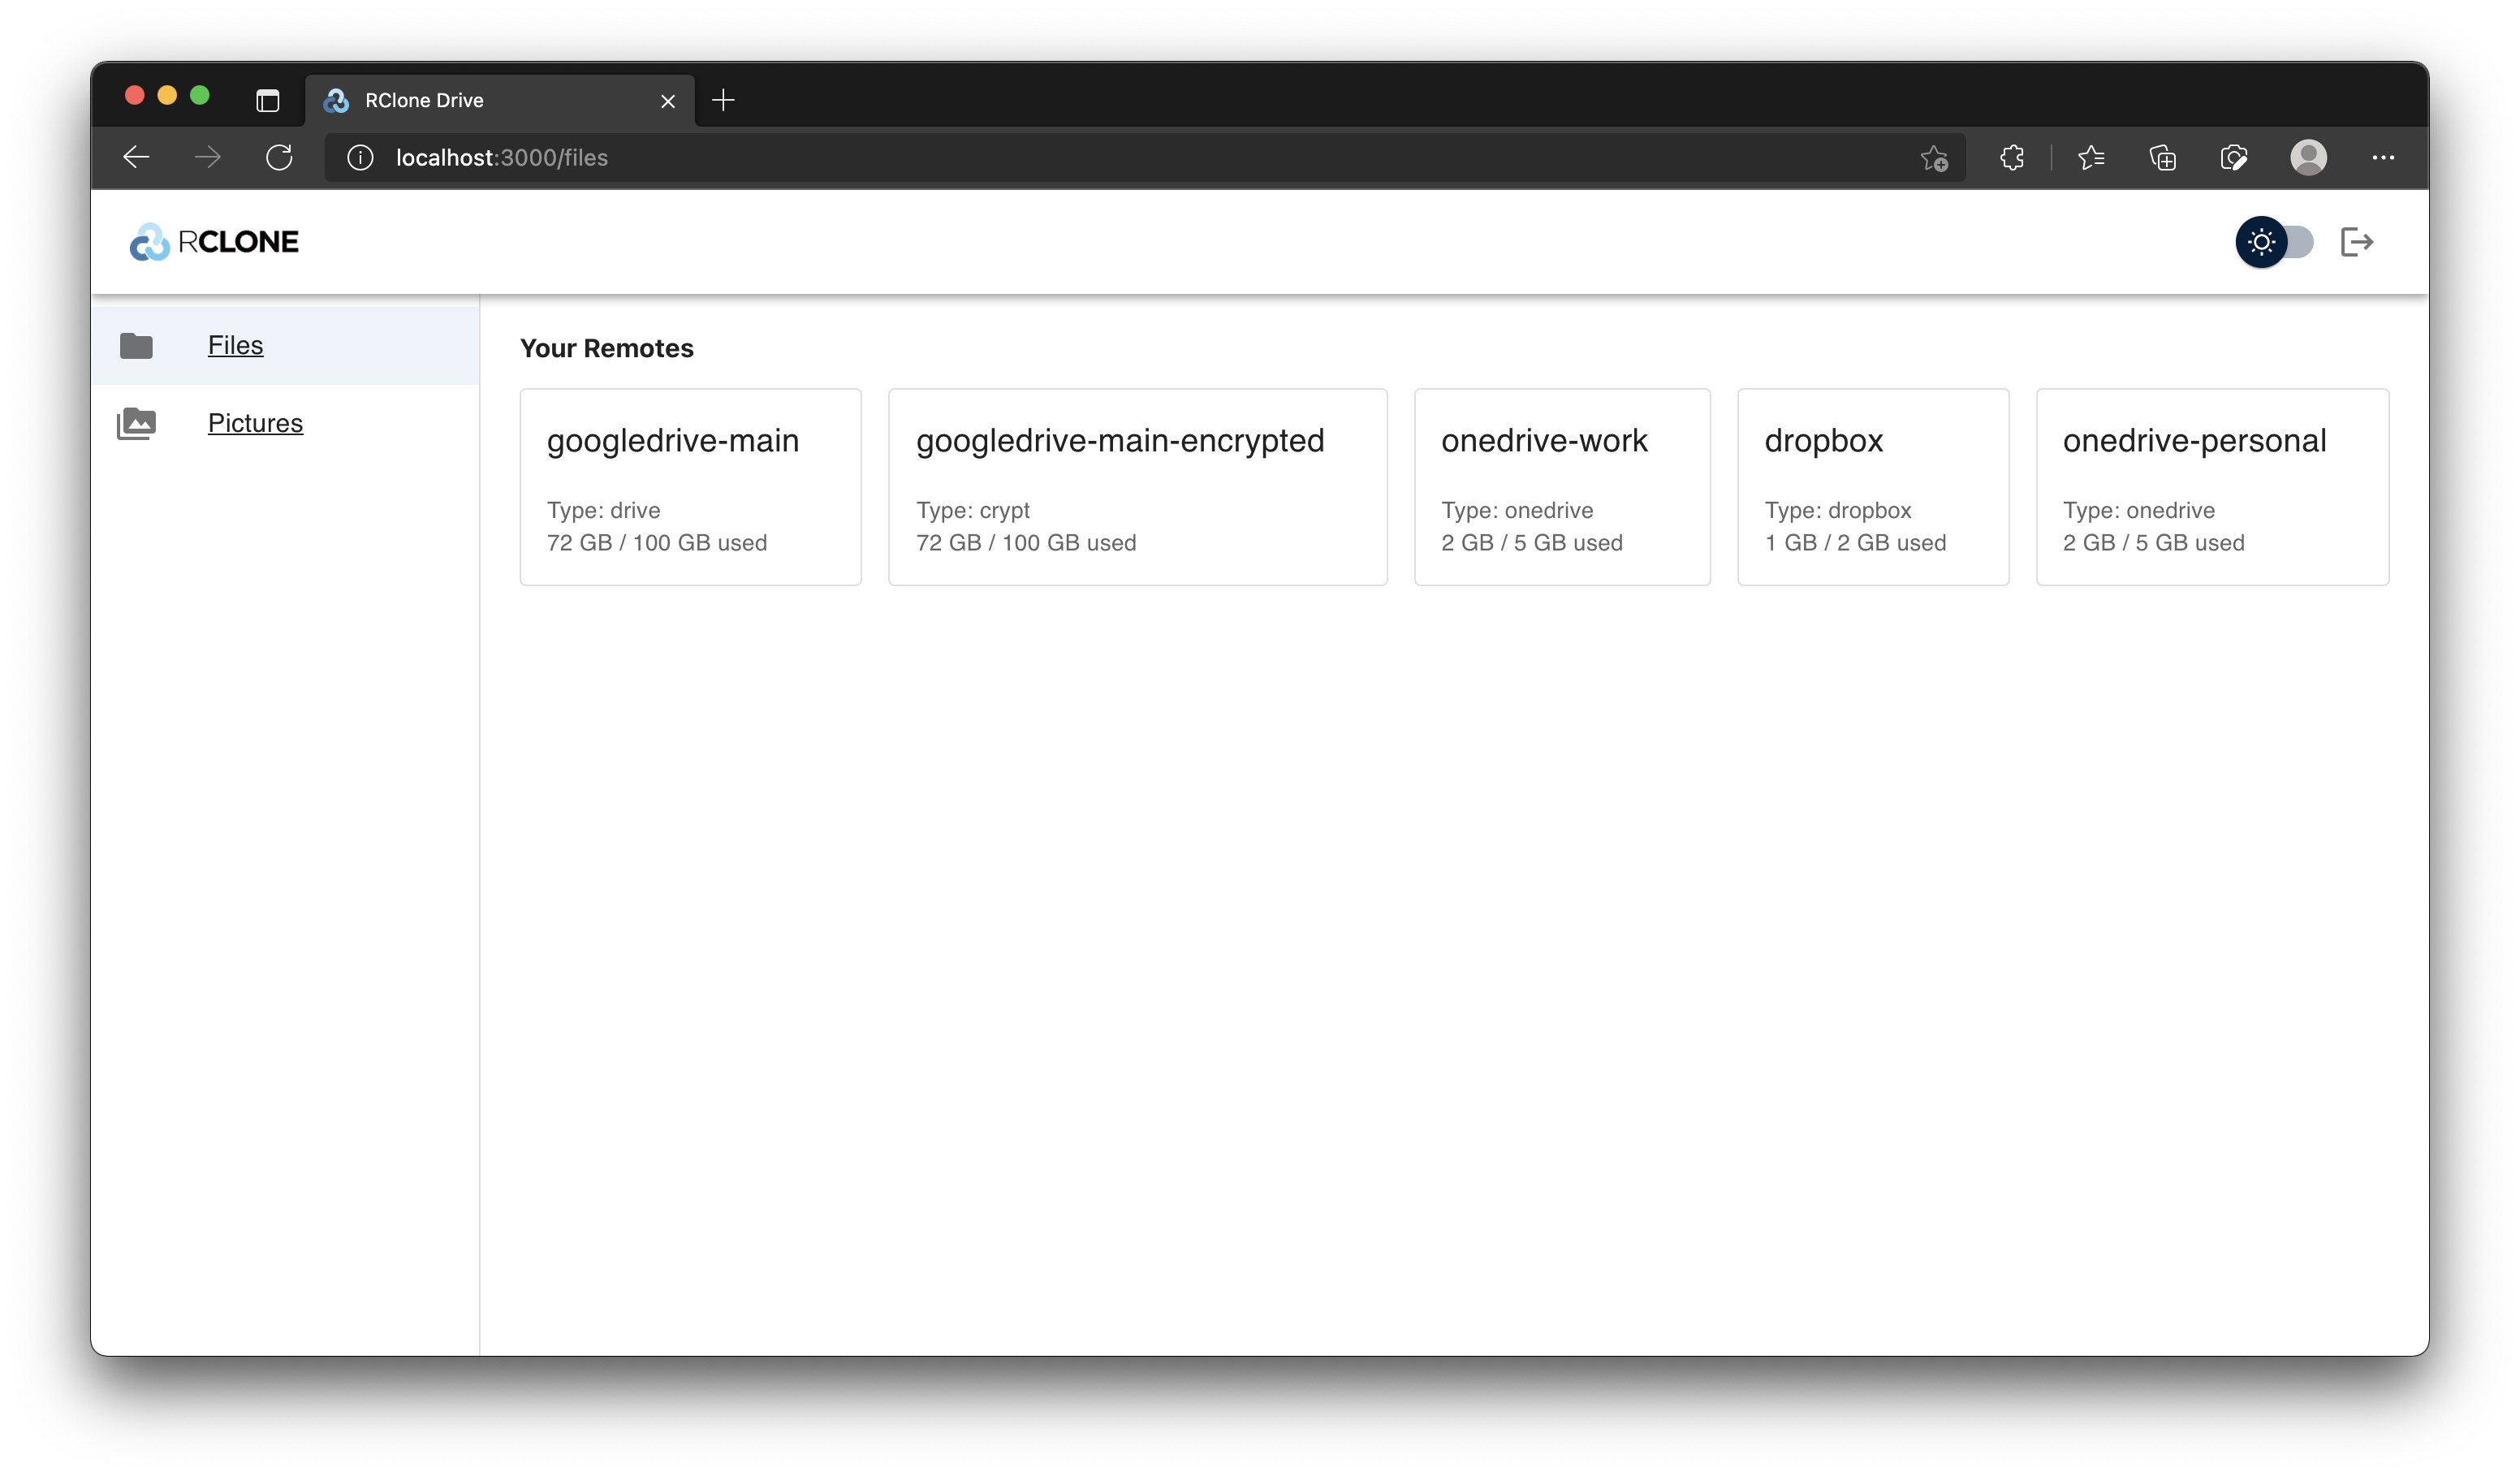 RClone Drive
localhost:3000/files
RCLONE
Files
Pictures
Your Remotes
googledrive-main
Type: drive
72 GB / 100 GB used
googledrive-main-encrypted
Type: crypt
72 GB / 100 GB used
onedrive-work
Type: onedrive
2 GB / 5 GB used
dropbox
Type: dropbox
1 GB / 2 GB used
onedrive-personal
Type: onedrive
2 GB / 5 GB used